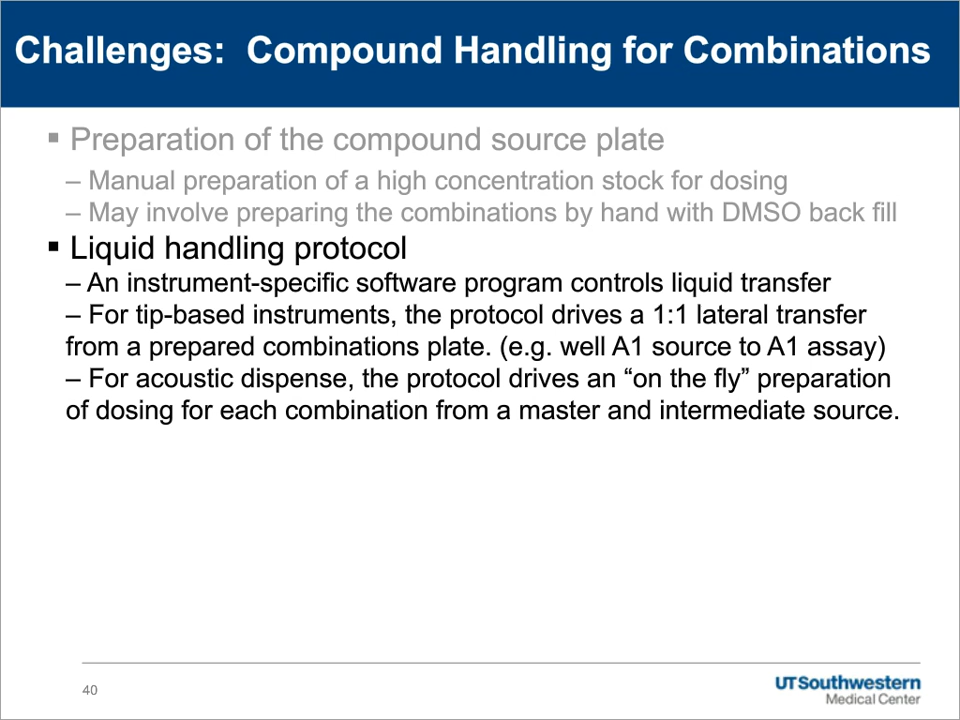 Challenges:  Compound Handling for Combinations
▪ Preparation of the compound source plate
– Manual preparation of a high concentration stock for dosing
– May involve preparing the combinations by hand with DMSO back fill
▪ Liquid handling protocol
– An instrument-specific software program controls liquid transfer
– For tip-based instruments, the protocol drives a 1:1 lateral transfer
from a prepared combinations plate. (e.g. well A1 source to A1 assay)
– For acoustic dispense, the protocol drives an “on the fly” preparation
of dosing for each combination from a master and intermediate source.
40
UTSouthwestern
Medical Center